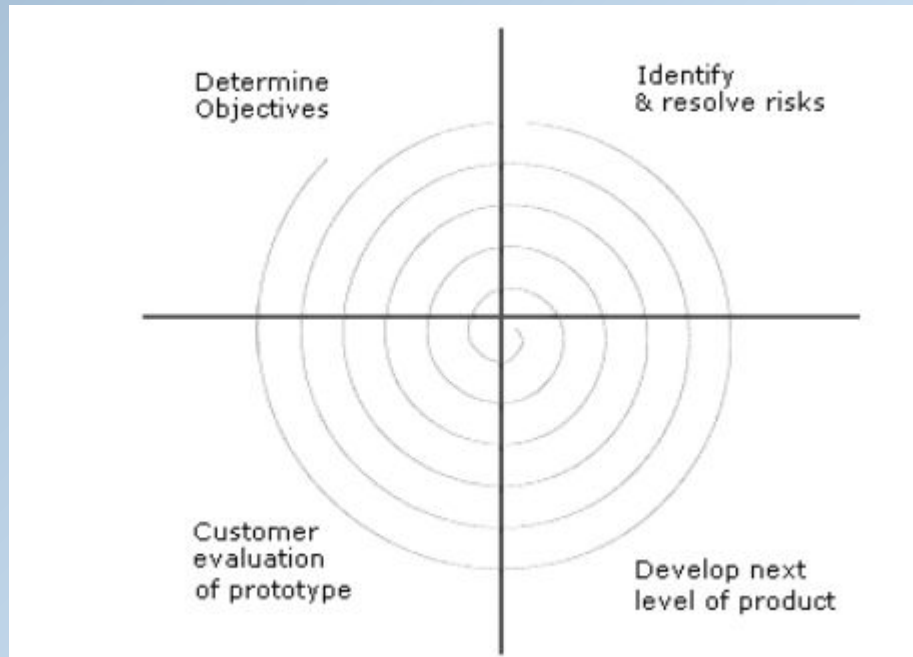 Determine
Objectives
Identify
& resolve risks
Customer
evaluation
of prototype
Develop next
level of product